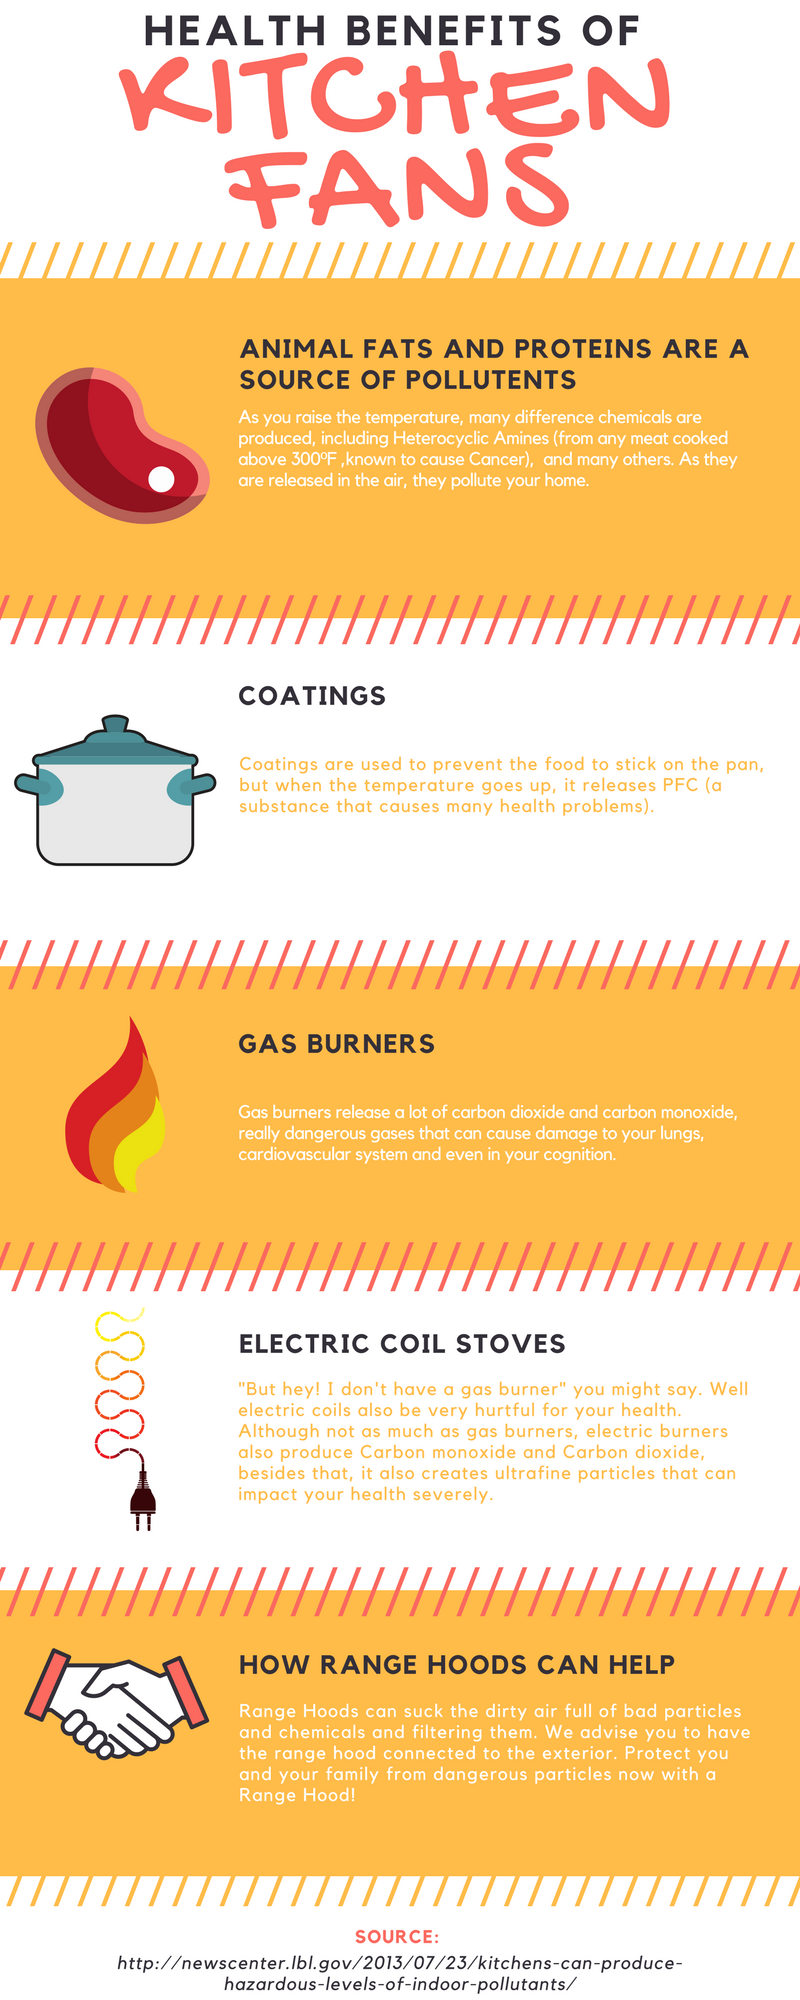 HEALTH BENEFITS OF
KITCHEN
FANS
ANIMAL FATS AND PROTEINS ARE A
SOURCE OF POLLUTENTS
As you raise the temperature, many difference chemicals are
produced, including Heterocyclic Amines (from any meat cooked
above 300ºF ,known to cause Cancer),  and many others. As they
are released in the air, they pollute your home.
COATINGS
Coatings are used to prevent the food to stick on the pan,
but when the temperature goes up, it releases PFC (a
substance that causes many health problems).
GAS BURNERS
Gas burners release a lot of carbon dioxide and carbon monoxide,
really dangerous gases that can cause damage to your lungs,
cardiovascular system and even in your cognition.
ELECTRIC COIL STOVES
"But hey! I don't have a gas burner" you might say. Well
electric coils also be very hurtful for your health.
Although not as much as gas burners, electric burners
also produce Carbon monoxide and Carbon dioxide,
besides that, it also creates ultrafine particles that can
impact your health severely.
HOW RANGE HOODS CAN HELP
Range Hoods can suck the dirty air full of bad particles
and chemicals and filtering them. We advise you to have
the range hood connected to the exterior. Protect you
and your family from dangerous particles now with a
Range Hood!
SOURCE:
http://newscenter.lbl.gov/2013/07/23/kitchens-can-produce-
hazardous-levels-of-indoor-pollutants/